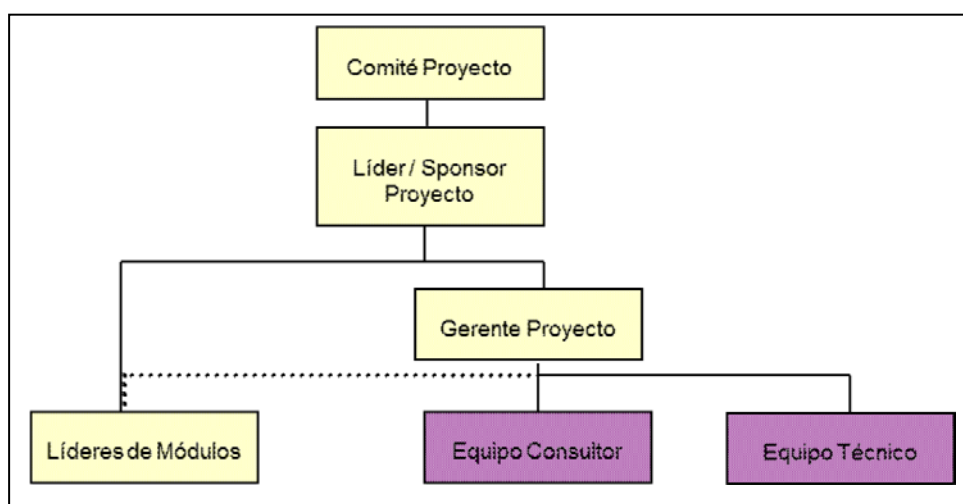 Comité Proyecto
Líder / Sponsor
Proyecto
Gerente Proyecto
Líderes de Módulos
Equipo Consultor
Equipo Técnico